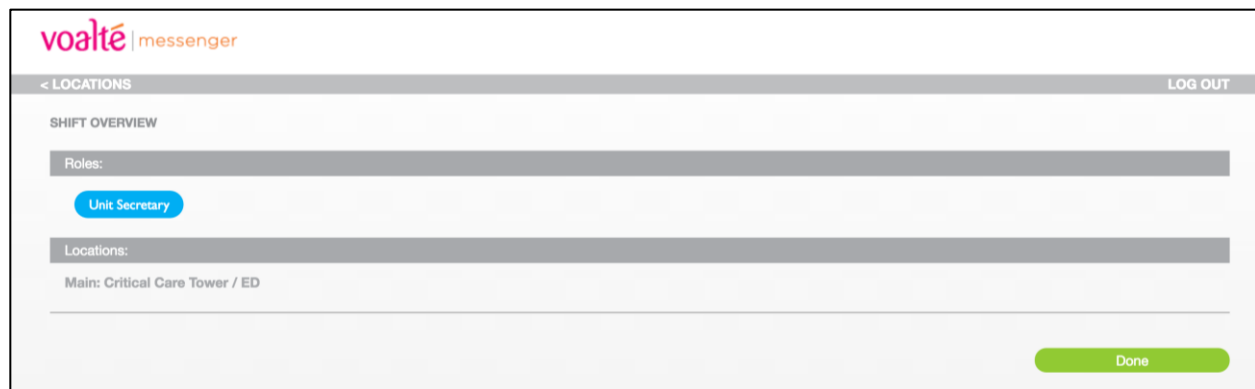 voalté | messenger
< LOCATIONS LOG OUT
SHIFT OVERVIEW
Roles:
Unit Secretary
Locations:
Main: Critical Care Tower / ED
Done